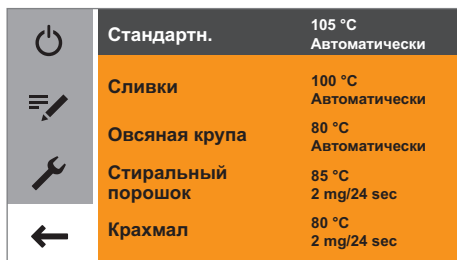 Стандартн.
105 °C
Автоматически
Сливки
100 °C
Автоматически
Овсяная крупа
80 °C
Автоматически
Стиральный
порошок
85 °C
2 mg/24 sec
Крахмал
80 °C
2 mg/24 sec